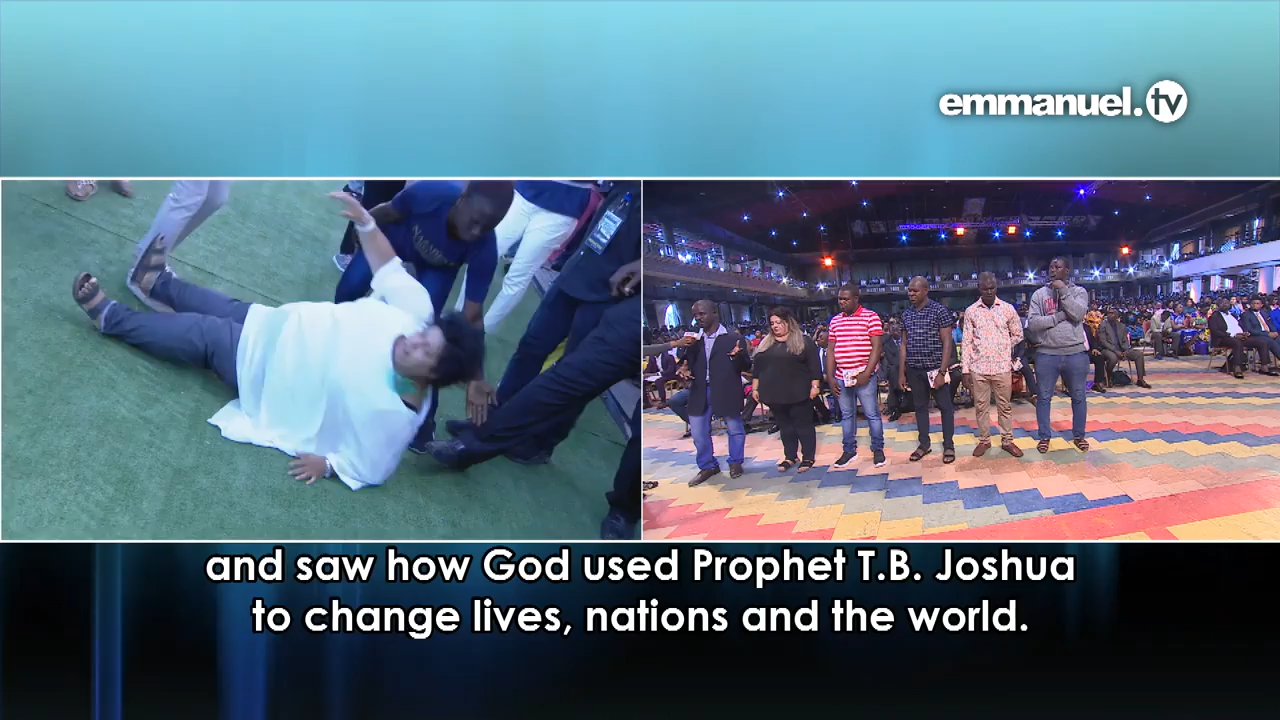 emmanuel.tv
and saw how God used Prophet T.B. Joshua
to change lives, nations and the world.